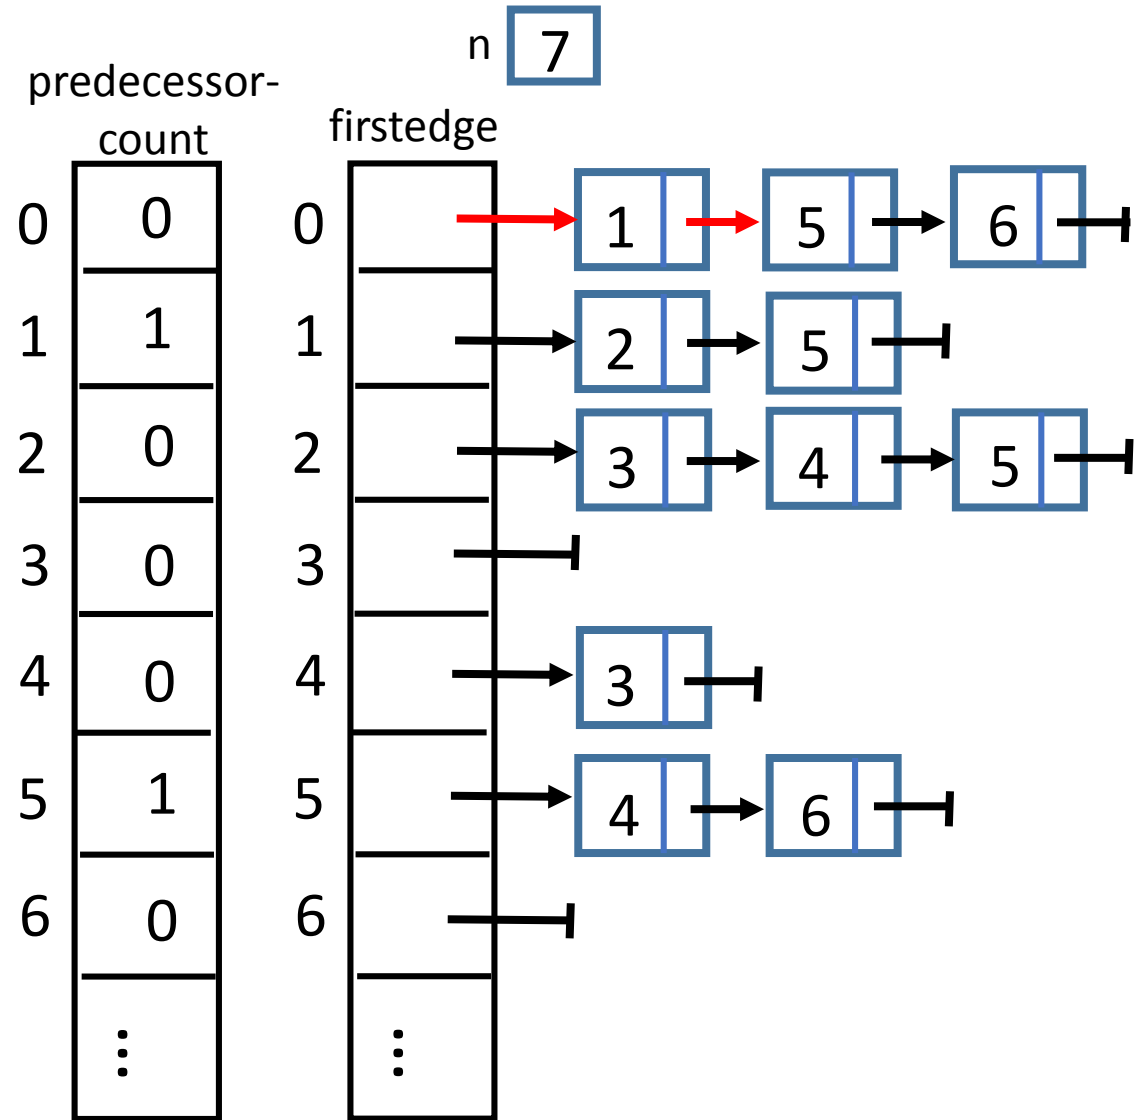 n 7
predecessor-
count
firstedge
0 0 0 1 5 6
1 1 1 2 5
2 0 2 3 4 5
3 0 3
4 0 4 3
5 1 5 4 6
6 0 6
⋮ ⋮